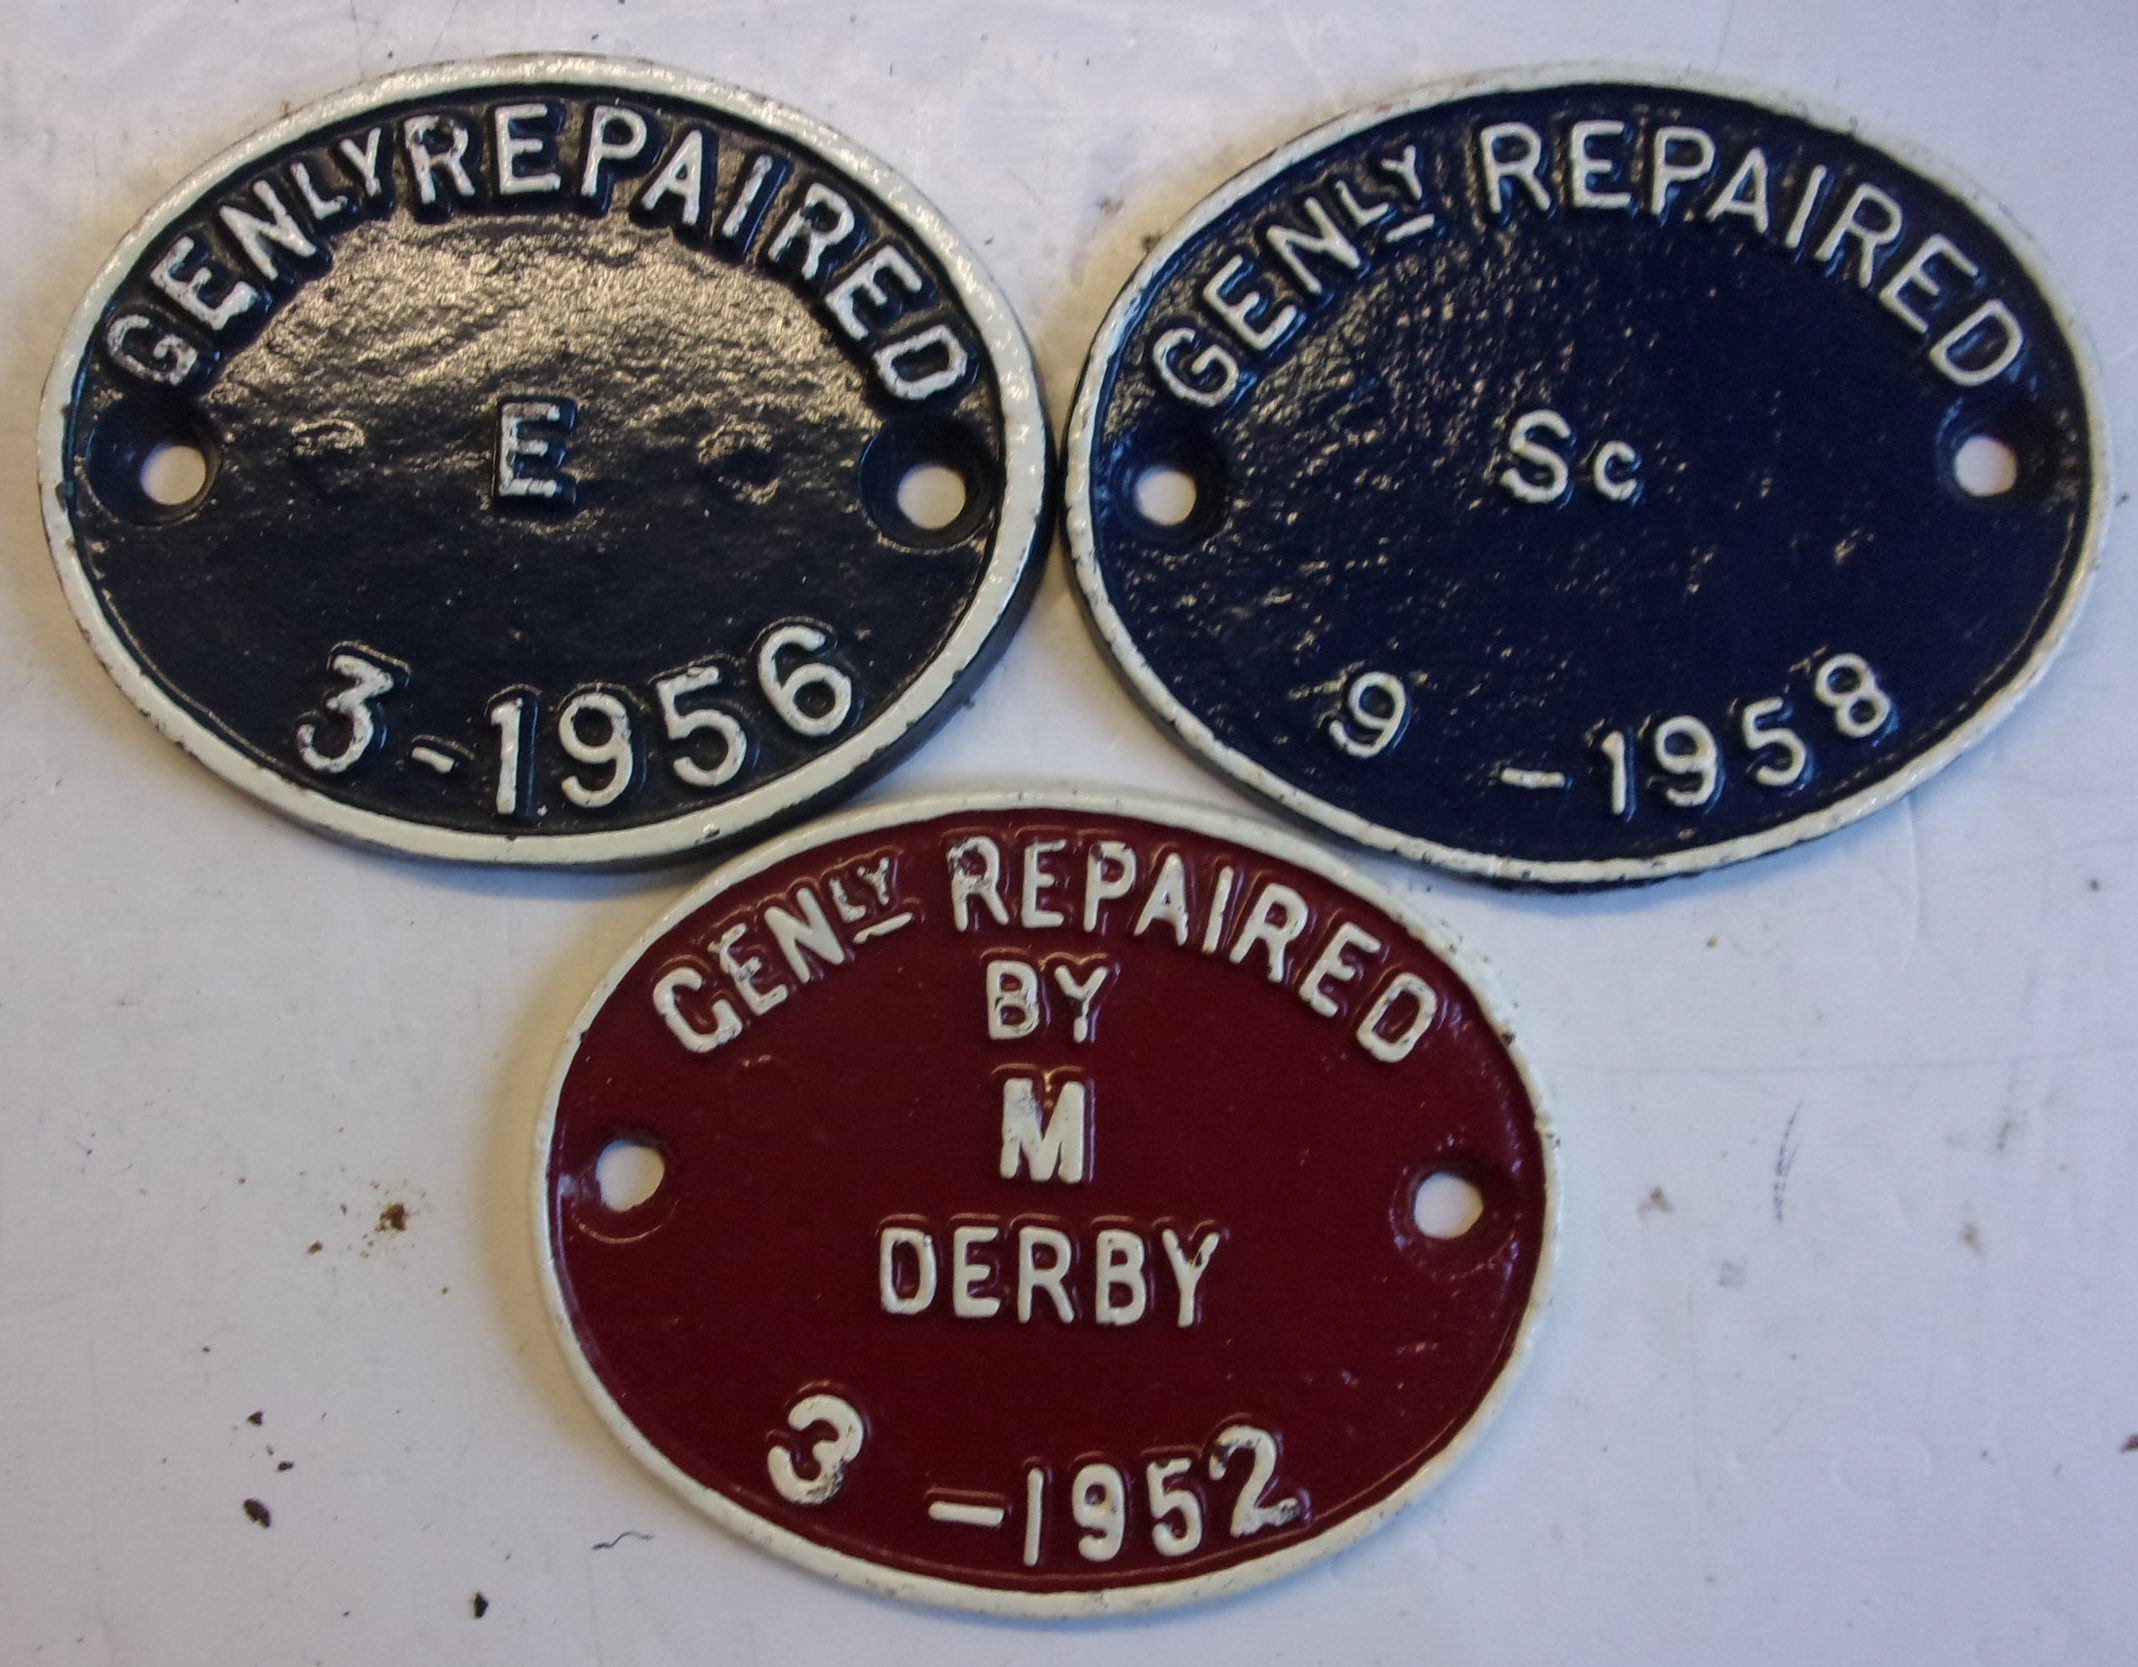 GENLY REPAIRED
E
3-1956
GENLY REPAIRED
Sc
9 -1958
GENLY REPAIRED
BY
M
DERBY
3 -1952